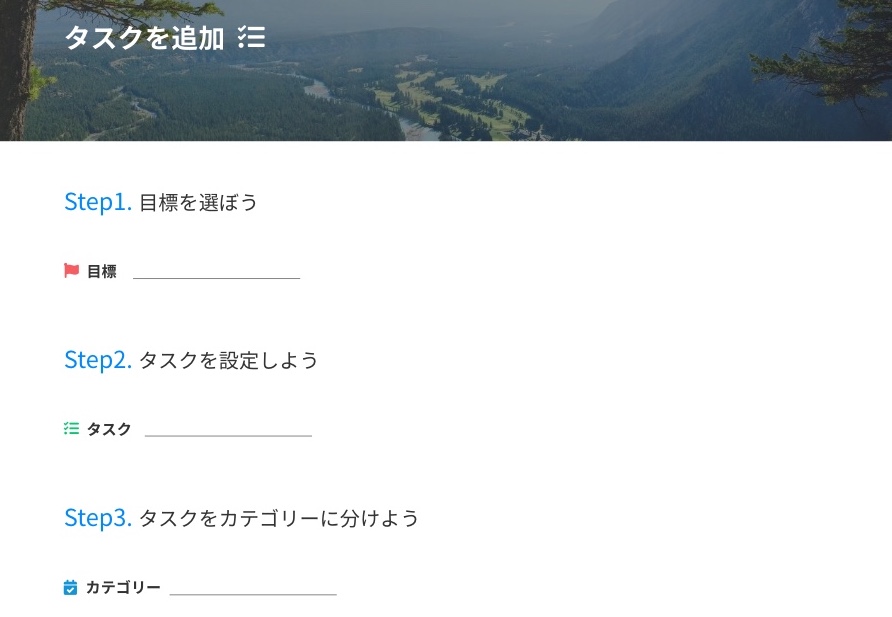 タスクを追加
Step1. 目標を選ぼう
目標
Step2. タスクを設定しよう
タスク
Step3. タスクをカテゴリーに分けよう
カテゴリー